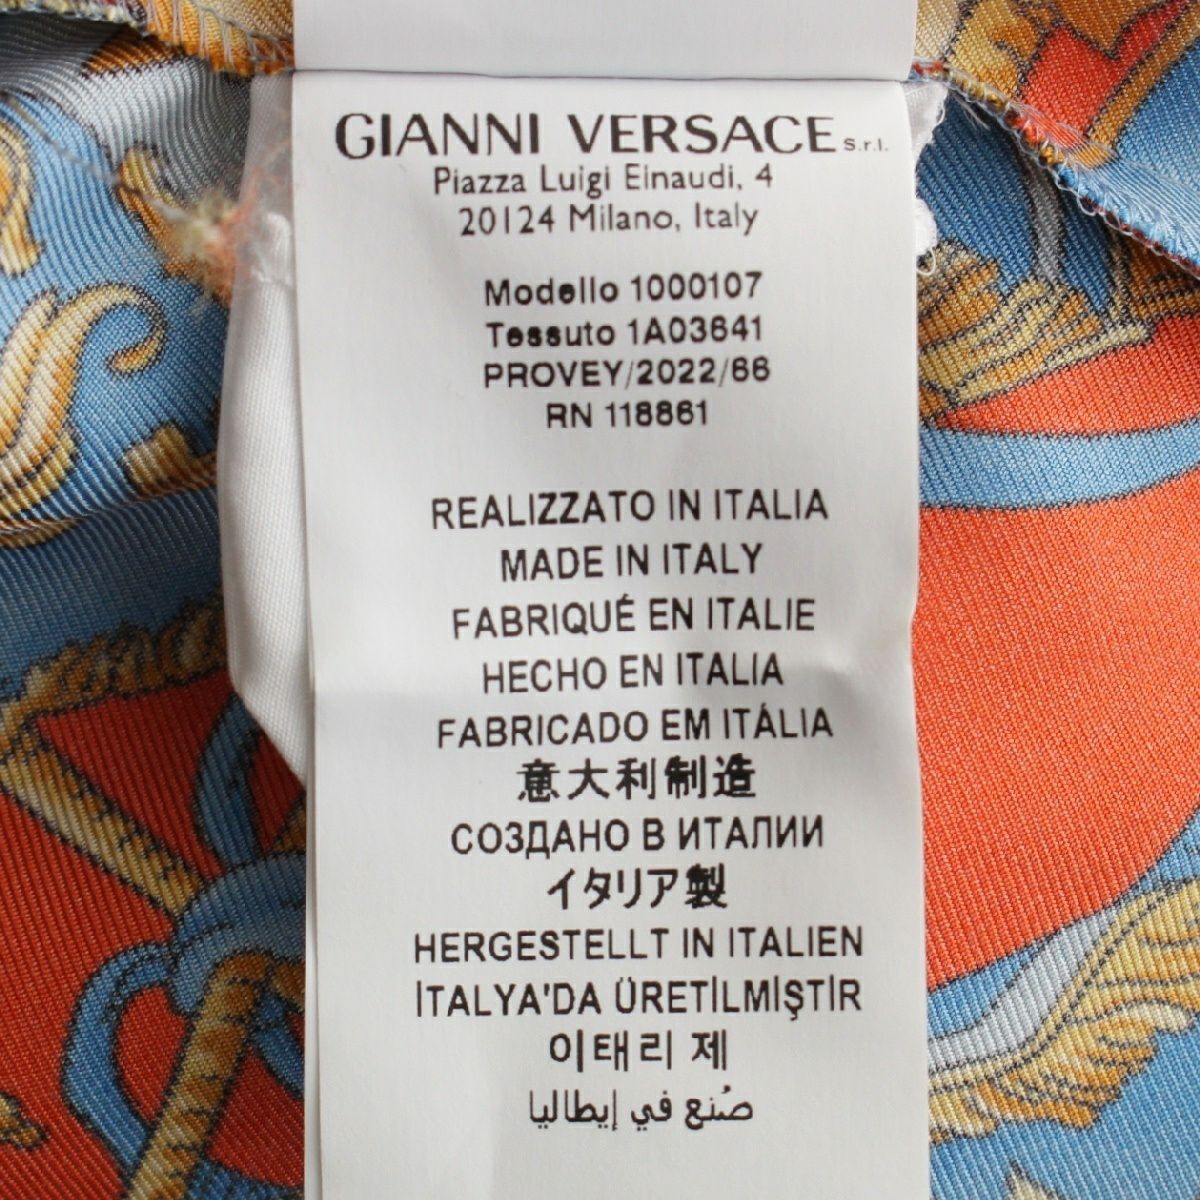 GIANNI VERSACE S.r.l.
Piazza Luigi Einaudi, 4
20124 Milano, Italy
Modello 1000107
Tessuto 1A03641
PROVEY/2022/66
RN 118861
REALIZZATO IN ITALIA
MADE IN ITALY
FABRIQUÉ EN ITALIE
HECHO EN ITALIA
FABRICADO EM ITÁLIA
意大利制造
СОЗДАНО В ИТАЛИИ
イタリア製
HERGESTELLT IN ITALIEN
İTALYA'DA ÜRETİLMİŞTİR
이태리 제
صُنع في إيطاليا